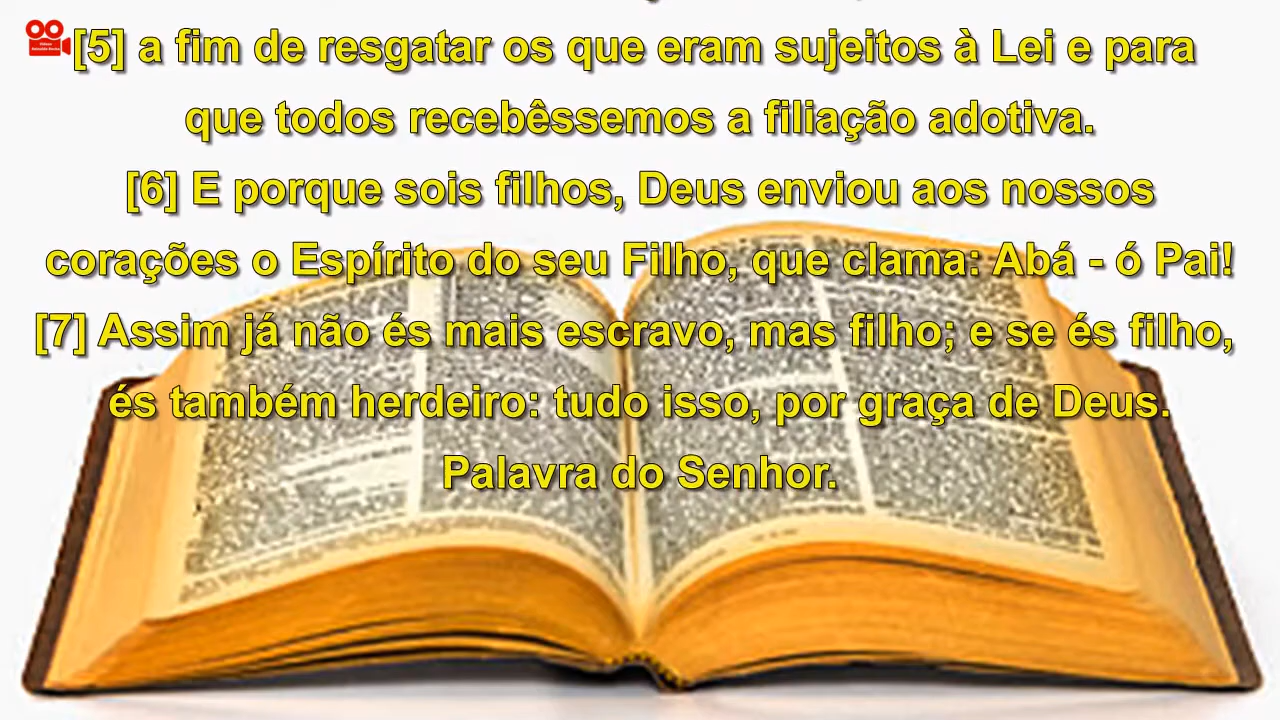 [5] a fim de resgatar os que eram sujeitos à Lei e para
que todos recebêssemos a filiação adotiva.
[6] E porque sois filhos, Deus enviou aos nossos
corações o Espírito do seu Filho, que clama: Abá - ó Pai!
[7] Assim já não és mais escravo, mas filho; e se és filho,
és também herdeiro: tudo isso, por graça de Deus.
Palavra do Senhor.